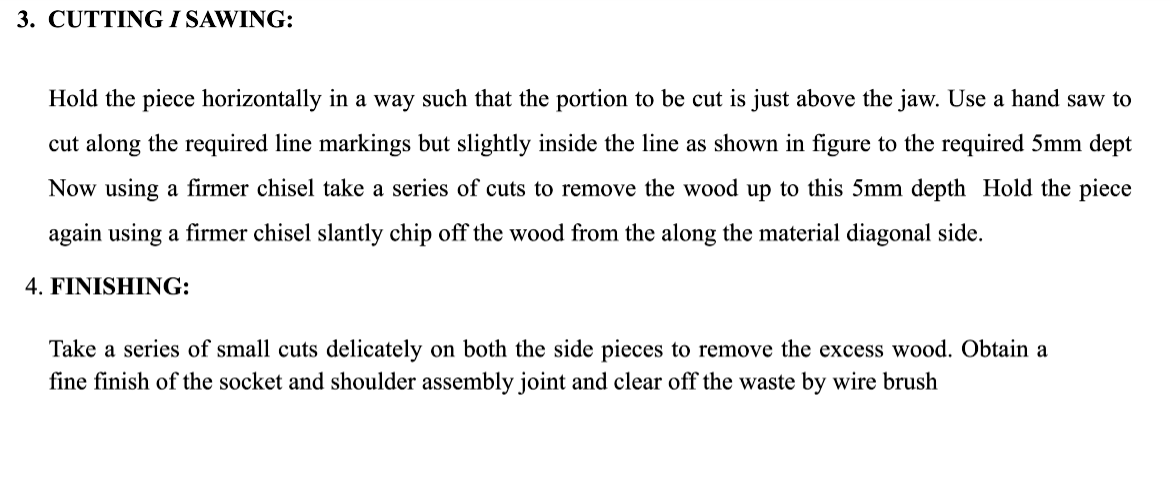 3. CUTTING I SAWING:
Hold the piece horizontally in a way such that the portion to be cut is just above the jaw. Use a hand saw to
cut along the required line markings but slightly inside the line as shown in figure to the required 5mm dept
Now using a firmer chisel take a series of cuts to remove the wood up to this 5mm depth Hold the piece
again using a firmer chisel slantly chip off the wood from the along the material diagonal side.
4. FINISHING:
Take a series of small cuts delicately on both the side pieces to remove the excess wood. Obtain a
fine finish of the socket and shoulder assembly joint and clear off the waste by wire brush